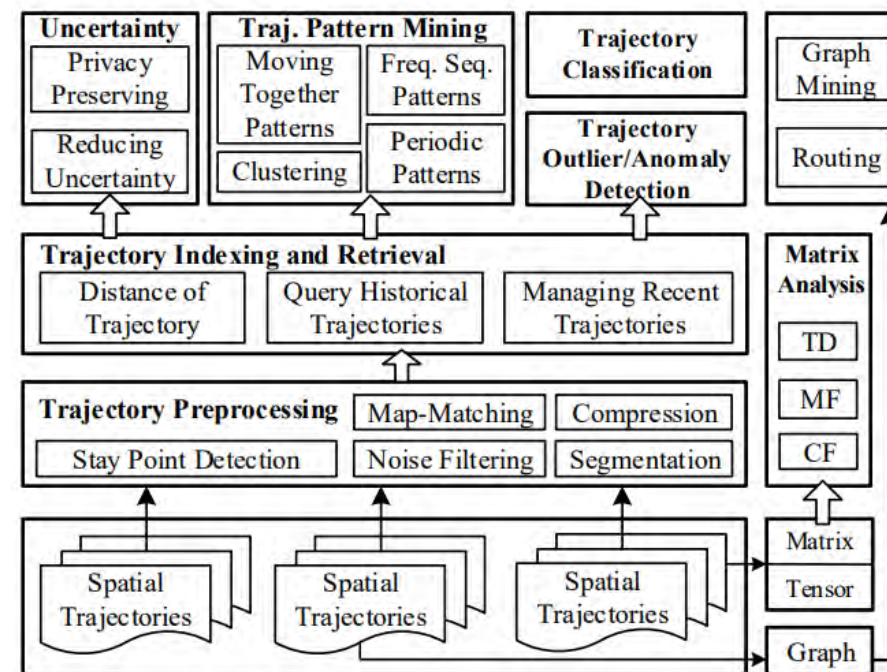 Uncertainty
Privacy
Preserving
Reducing
Uncertainty
Traj. Pattern Mining
Moving
Together
Patterns
Clustering
Freq. Seq.
Patterns
Periodic
Patterns
Trajectory
Classification
Trajectory
Outlier/Anomaly
Detection
Graph
Mining
Routing
Trajectory Indexing and Retrieval
Distance of
Trajectory
Query Historical
Trajectories
Managing Recent
Trajectories
Matrix
Analysis
TD
MF
CF
Trajectory Preprocessing
Map-Matching
Compression
Stay Point Detection
Noise Filtering
Segmentation
Spatial
Trajectories
Spatial
Trajectories
Spatial
Trajectories
Matrix
Tensor
Graph